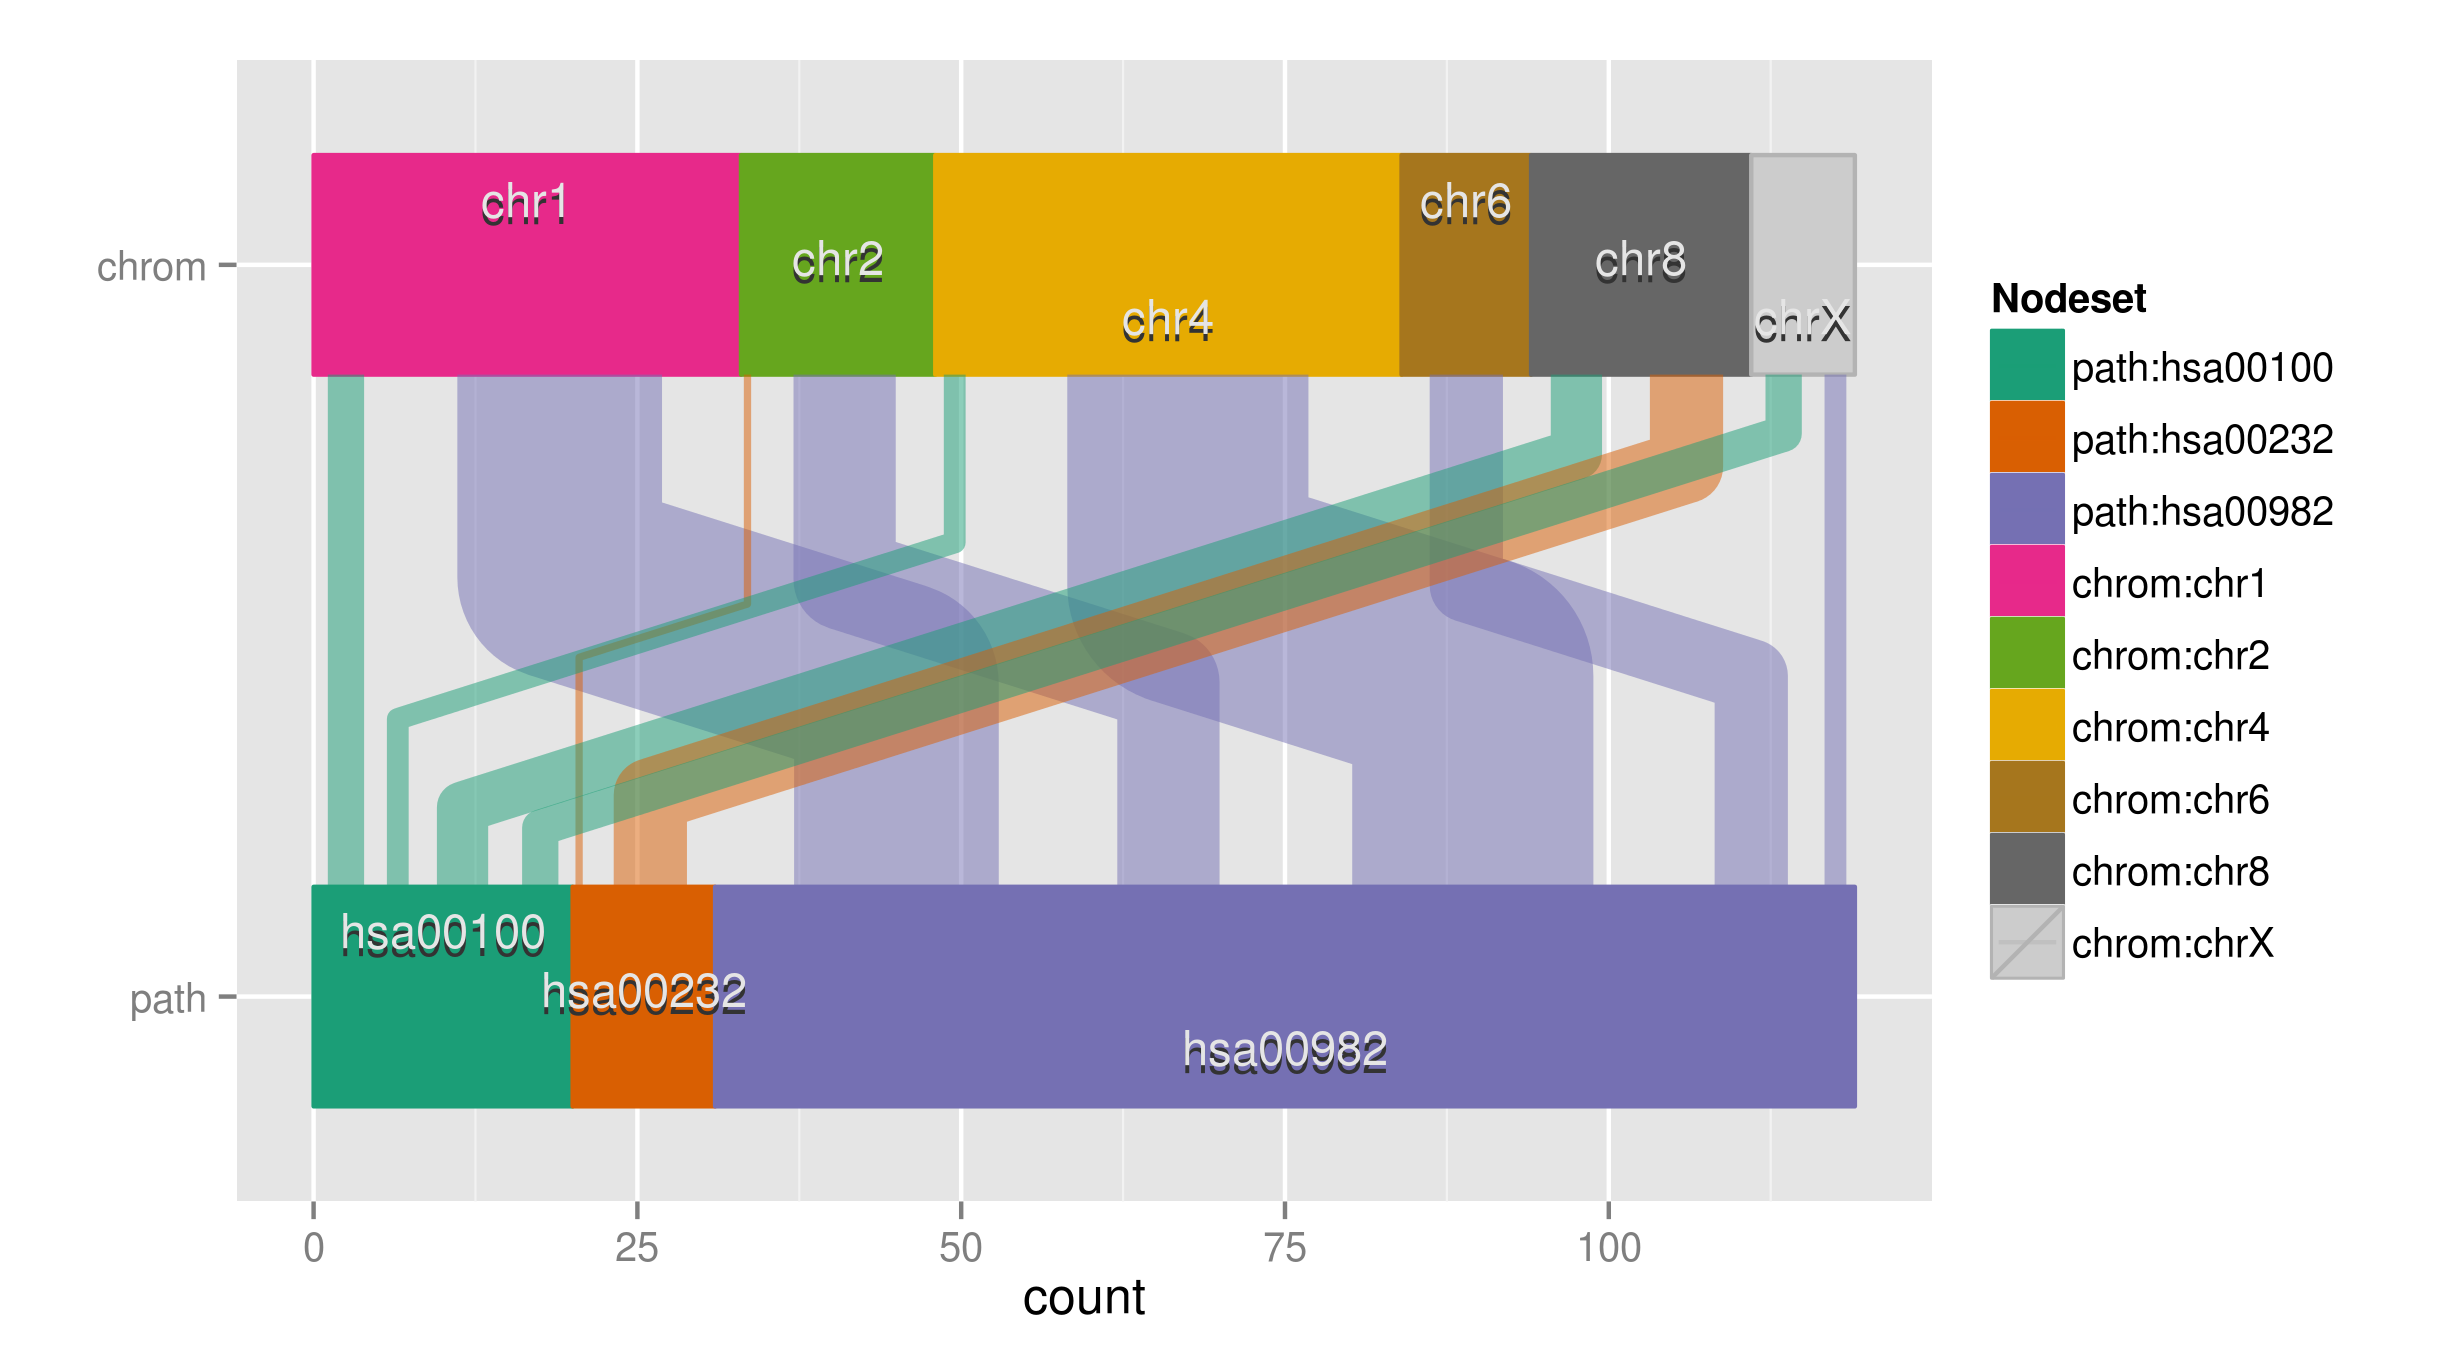 chrom
chr1
chr2
chr4
chr6
chr8
chrX
path
hsa00100
hsa00232
hsa00982
0 25 50 75 100
count
Nodeset
path:hsa00100
path:hsa00232
path:hsa00982
chrom:chr1
chrom:chr2
chrom:chr4
chrom:chr6
chrom:chr8
chrom:chrX